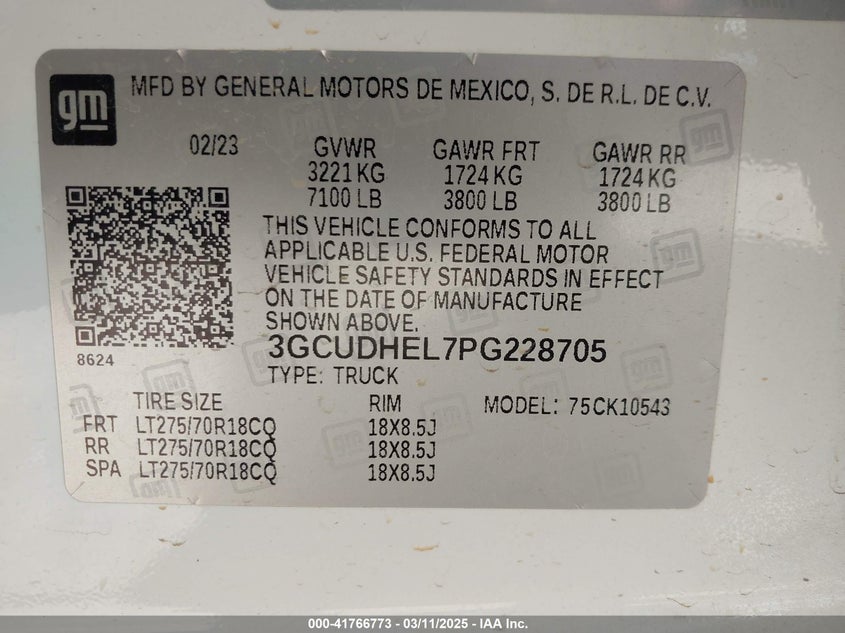 gm
MFD BY GENERAL MOTORS DE MEXICO, S. DE R.L. DE C.V.
02/23 GVWR GAWR FRT GAWR RR
3221 KG 1724 KG 1724 KG
7100 LB 3800 LB 3800 LB
THIS VEHICLE CONFORMS TO ALL
APPLICABLE U.S. FEDERAL MOTOR
VEHICLE SAFETY STANDARDS IN EFFECT
ON THE DATE OF MANUFACTURE
SHOWN ABOVE.
8624
3GCUDHEL7PG228705
TYPE: TRUCK
TIRE SIZE RIM MODEL: 75CK10543
FRT LT275/70R18CQ 18X8.5J
RR LT275/70R18CQ 18X8.5J
SPA LT275/70R18CQ 18X8.5J
000-41766773 - 03/11/2025 - IAA Inc.